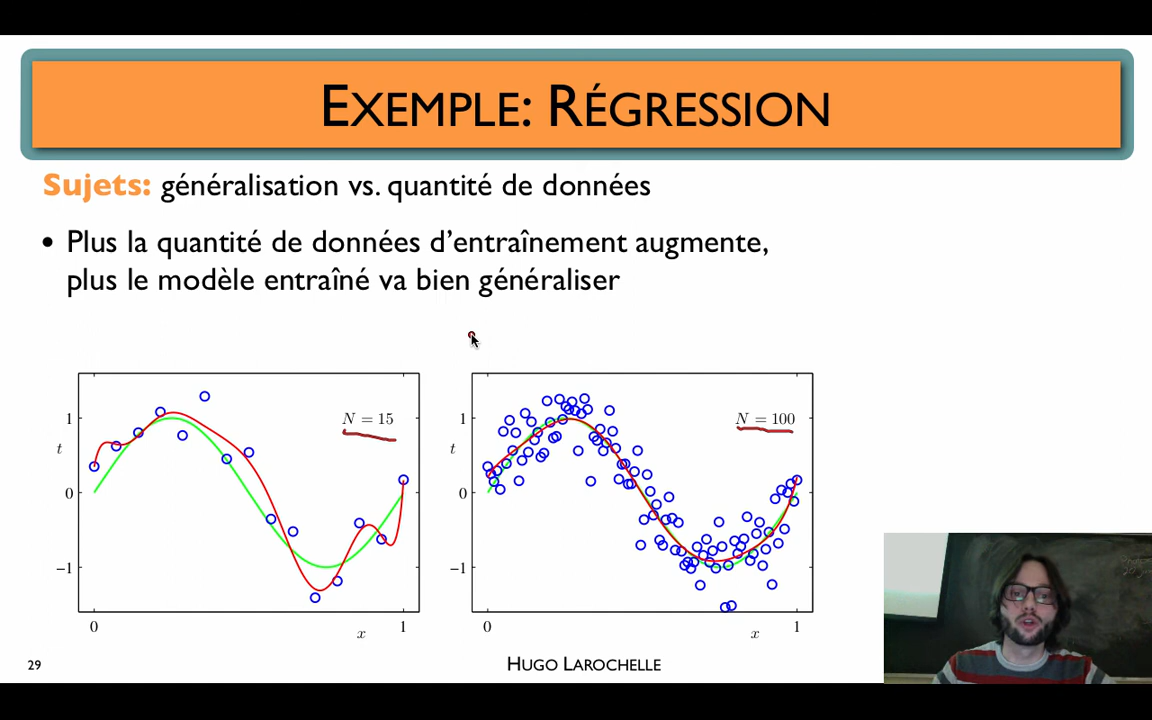 EXEMPLE: RÉGRESSION
Sujets: généralisation vs. quantité de données
• Plus la quantité de données d'entraînement augmente,
plus le modèle entraîné va bien généraliser
N = 15
1
t
0
−1
0
x
1
N = 100
1
t
0
−1
0
x
1
29
HUGO LAROCHELLE